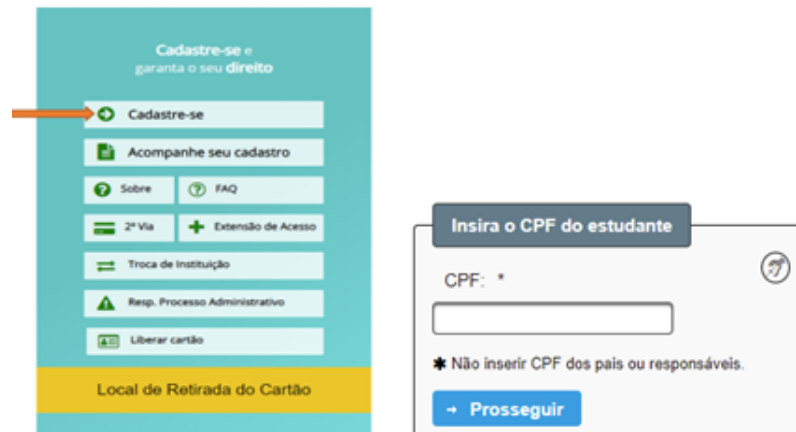 Cadastre-se e
garanta o seu direito
Cadastre-se
Acompanhe seu cadastro
Sobre
FAQ
2ª Via
Extensão de Acesso
Troca de Instituição
Resp. Processo Administrativo
Liberar cartão
Local de Retirada do Cartão
Insira o CPF do estudante
CPF: *
✱ Não inserir CPF dos pais ou responsáveis.
→ Prosseguir